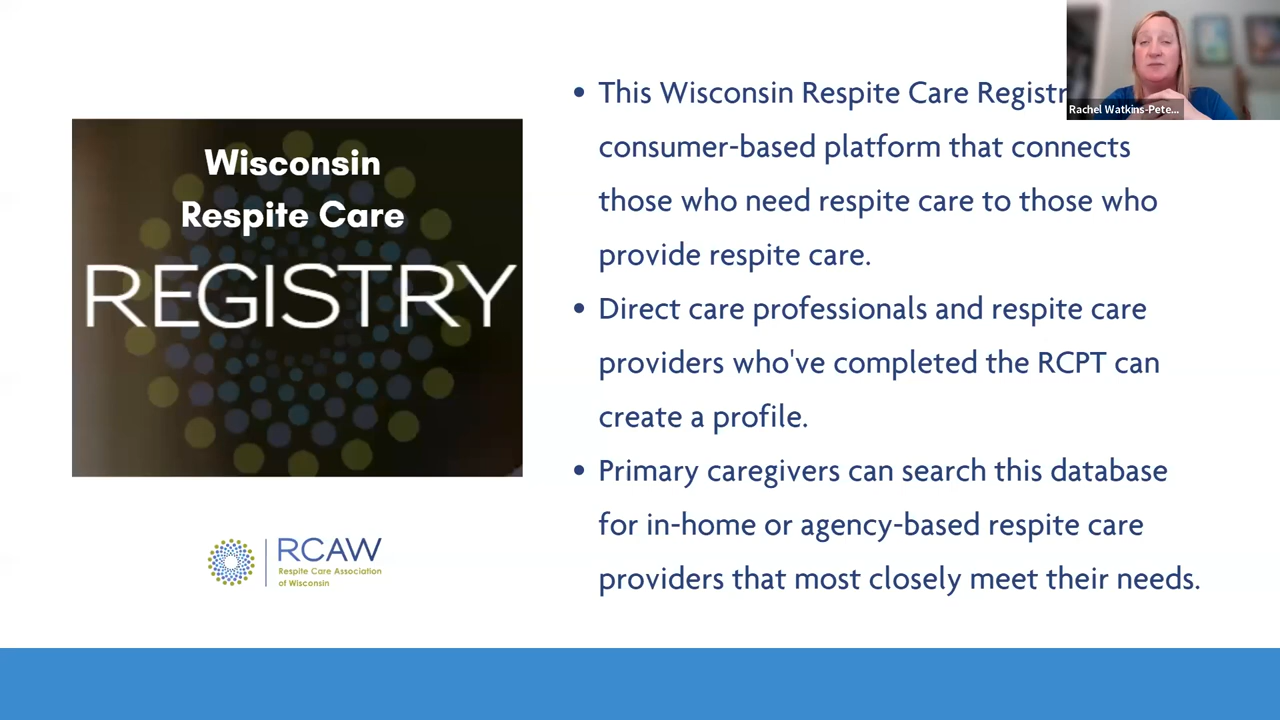 Wisconsin
Respite Care
REGISTRY
RCAW
Respite Care Association
of Wisconsin
• This Wisconsin Respite Care
consumer-based platform that connects
those who need respite care to those who
provide respite care.
• Direct care professionals and respite care
providers who've completed the RCPT can
create a profile.
• Primary caregivers can search this database
for in-home or agency-based respite care
providers that most closely meet their needs.
Rachel Watkins-Pete...